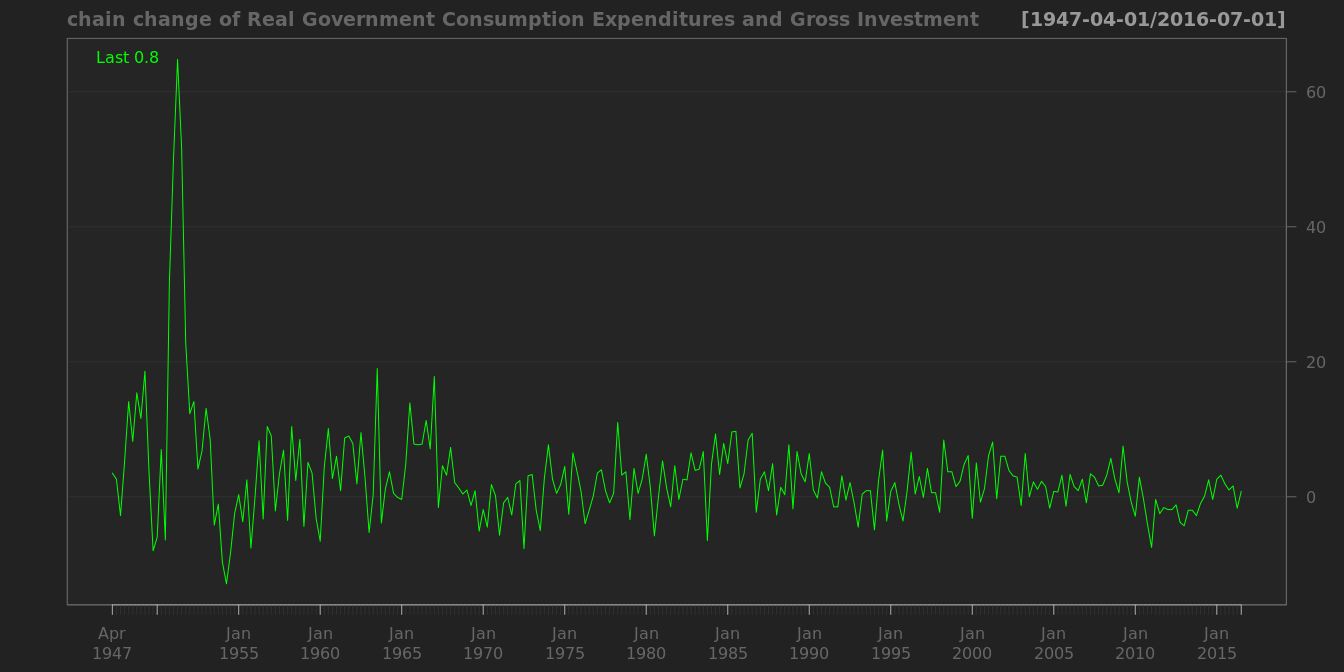 chain change of Real Government Consumption Expenditures and Gross Investment [1947-04-01/2016-07-01]
Last 0.8
60
40
20
0
Apr Jan Jan Jan Jan Jan Jan Jan Jan Jan Jan Jan Jan Jan
1947 1955 1960 1965 1970 1975 1980 1985 1990 1995 2000 2005 2010 2015